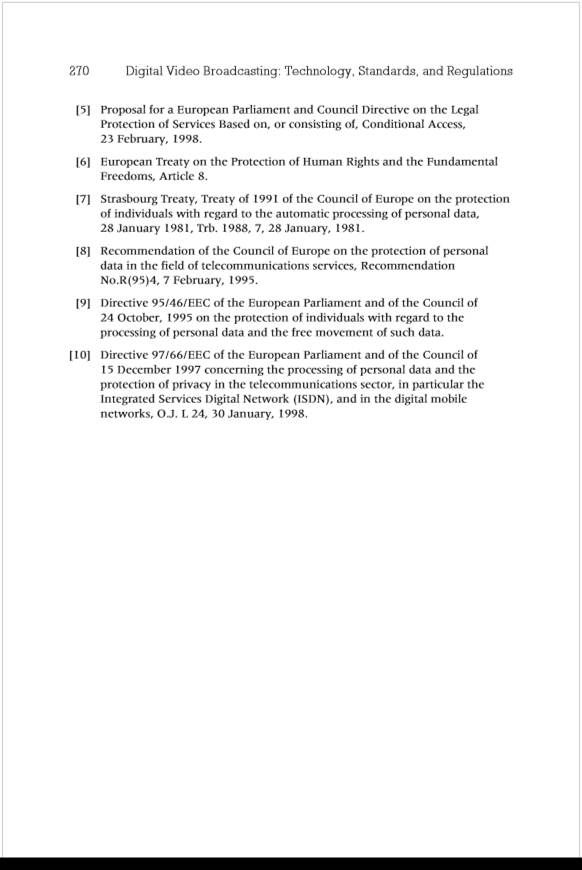 270 Digital Video Broadcasting: Technology, Standards, and Regulations
[5] Proposal for a European Parliament and Council Directive on the Legal
Protection of Services Based on, or consisting of, Conditional Access,
23 February, 1998.
[6] European Treaty on the Protection of Human Rights and the Fundamental
Freedoms, Article 8.
[7] Strasbourg Treaty, Treaty of 1991 of the Council of Europe on the protection
of individuals with regard to the automatic processing of personal data,
28 January 1981, Trb. 1988, 7, 28 January, 1981.
[8] Recommendation of the Council of Europe on the protection of personal
data in the field of telecommunications services, Recommendation
No.R(95)4, 7 February, 1995.
[9] Directive 95/46/EEC of the European Parliament and of the Council of
24 October, 1995 on the protection of individuals with regard to the
processing of personal data and the free movement of such data.
[10] Directive 97/66/EEC of the European Parliament and of the Council of
15 December 1997 concerning the processing of personal data and the
protection of privacy in the telecommunications sector, in particular the
Integrated Services Digital Network (ISDN), and in the digital mobile
networks, O.J. L 24, 30 January, 1998.